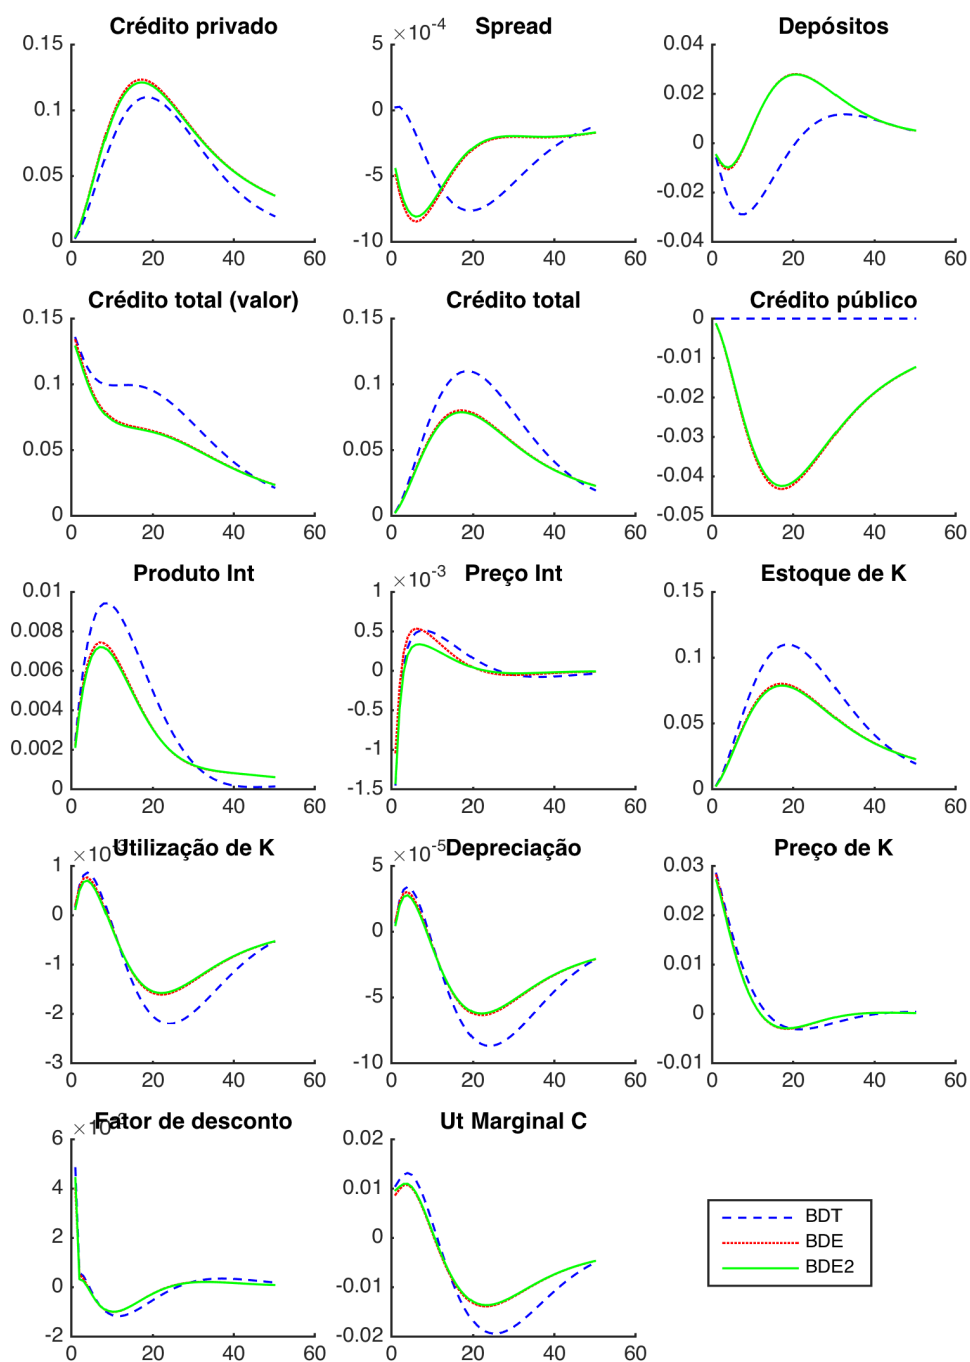 Crédito privado
0.15
0.1
0.05
0
0 20 40 60
Spread
×10-4
5
0
-5
-10
0 20 40 60
Depósitos
0.04
0.02
0
-0.02
-0.04
0 20 40 60
Crédito total (valor)
0.15
0.1
0.05
0
0 20 40 60
Crédito total
0.15
0.1
0.05
0
0 20 40 60
Crédito público
0
-0.01
-0.02
-0.03
-0.04
-0.05
0 20 40 60
Produto Int
0.01
0.008
0.006
0.004
0.002
0
0 20 40 60
Preço Int
×10-3
1
0.5
0
-0.5
-1
-1.5
0 20 40 60
Estoque de K
0.15
0.1
0.05
0
0 20 40 60
Utilização de K
×10-3
1
0
-1
-2
-3
0 20 40 60
Depreciação
×10-5
5
0
-5
-10
0 20 40 60
Preço de K
0.03
0.02
0.01
0
-0.01
0 20 40 60
Fator de desconto
×10-3
6
4
2
0
-2
0 20 40 60
Ut Marginal C
0.02
0.01
0
-0.01
-0.02
0 20 40 60
BDT
BDE
BDE2